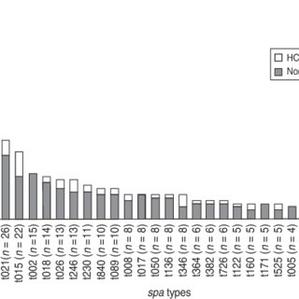 HC
No
t021 (n = 26)
t015 (n = 22)
t002 (n = 15)
t018 (n = 14)
t026 (n = 13)
t246 (n = 13)
t230 (n = 11)
t840 (n = 10)
t089 (n = 10)
t008 (n = 8)
t017 (n = 8)
t050 (n = 8)
t136 (n = 8)
t346 (n = 8)
t364 (n = 6)
t382 (n = 6)
t726 (n = 6)
t122 (n = 5)
t160 (n = 5)
t171 (n = 5)
t525 (n = 5)
t005 (n = 4)
spa types